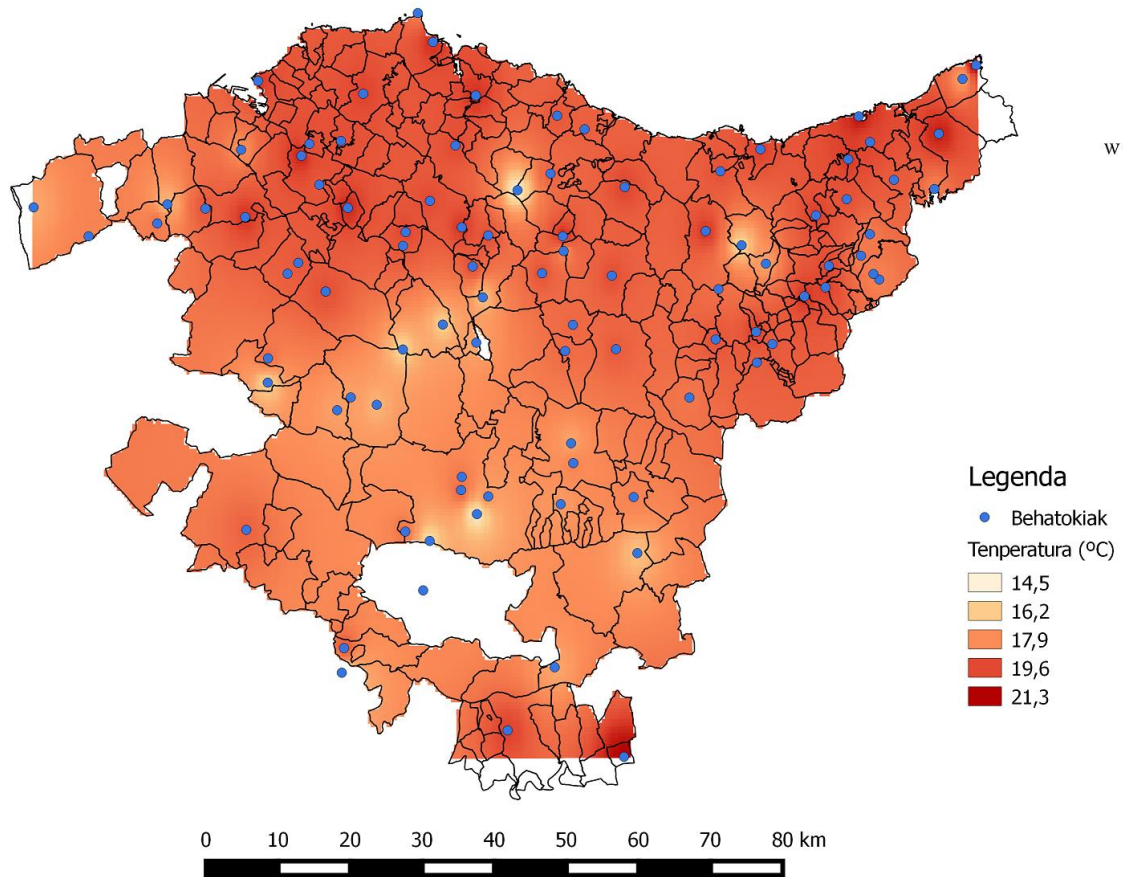 W
Legenda
Behatokiak
Tenperatura (ºC)
14,5
16,2
17,9
19,6
21,3
0 10 20 30 40 50 60 70 80 km